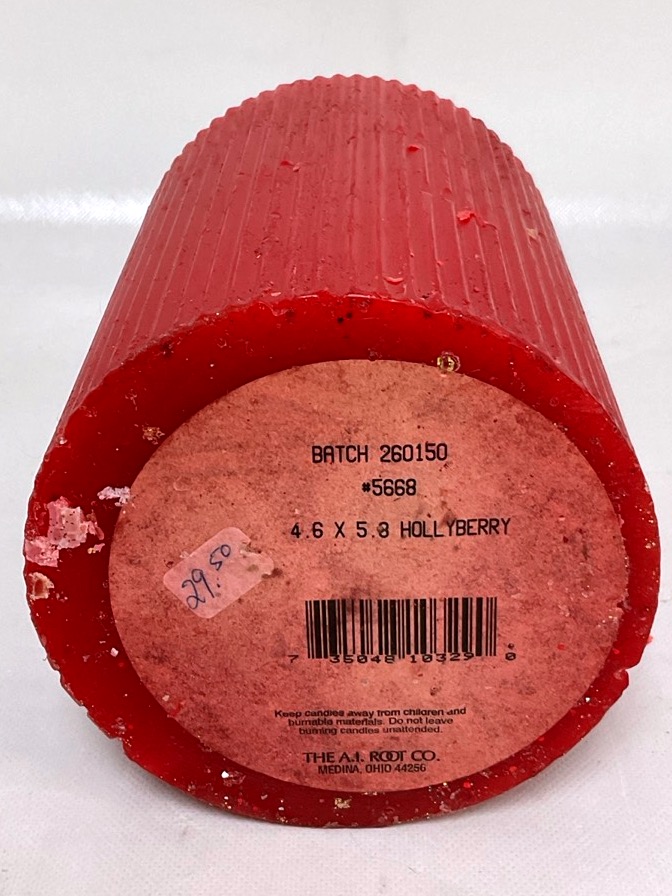 BATCH 260150
#5668
4.6 X 5.8 HOLLYBERRY
29.50
7 35048 10329 0
Keep candles away from children and
burnable materials. Do not leave
burning candles unattended.
THE A.I. ROOT CO.
MEDINA, OHIO 44256